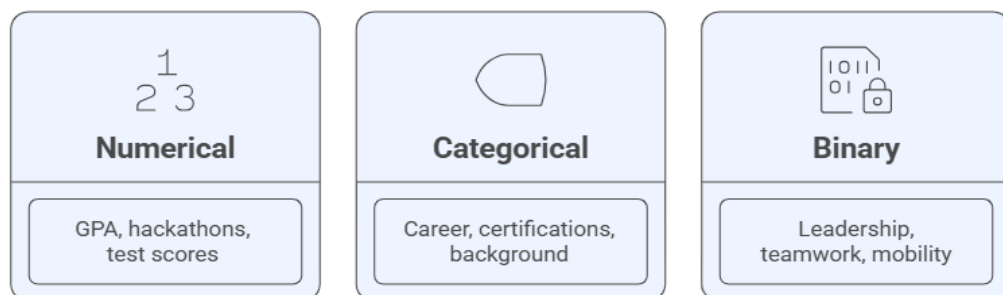 1
2 3
Numerical
GPA, hackathons,
test scores
Categorical
Career, certifications,
background
1011
01
Binary
Leadership,
teamwork, mobility